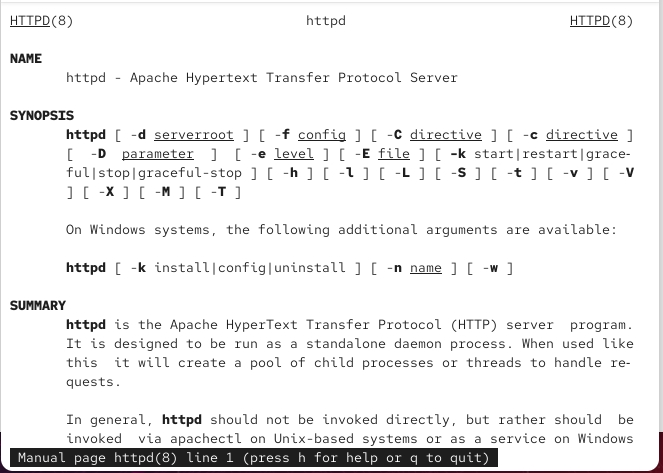 HTTPD(8) httpd HTTPD(8)
NAME
httpd - Apache Hypertext Transfer Protocol Server
SYNOPSIS
httpd [ -d serverroot ] [ -f config ] [ -C directive ] [ -c directive ]
[ -D parameter ] [ -e level ] [ -E file ] [ -k start|restart|grace-
ful|stop|graceful-stop ] [ -h ] [ -l ] [ -L ] [ -S ] [ -t ] [ -v ] [ -V
] [ -X ] [ -M ] [ -T ]
On Windows systems, the following additional arguments are available:
httpd [ -k install|config|uninstall ] [ -n name ] [ -w ]
SUMMARY
httpd is the Apache HyperText Transfer Protocol (HTTP) server program.
It is designed to be run as a standalone daemon process. When used like
this it will create a pool of child processes or threads to handle re-
quests.
In general, httpd should not be invoked directly, but rather should be
invoked via apachectl on Unix-based systems or as a service on Windows
Manual page httpd(8) line 1 (press h for help or q to quit)